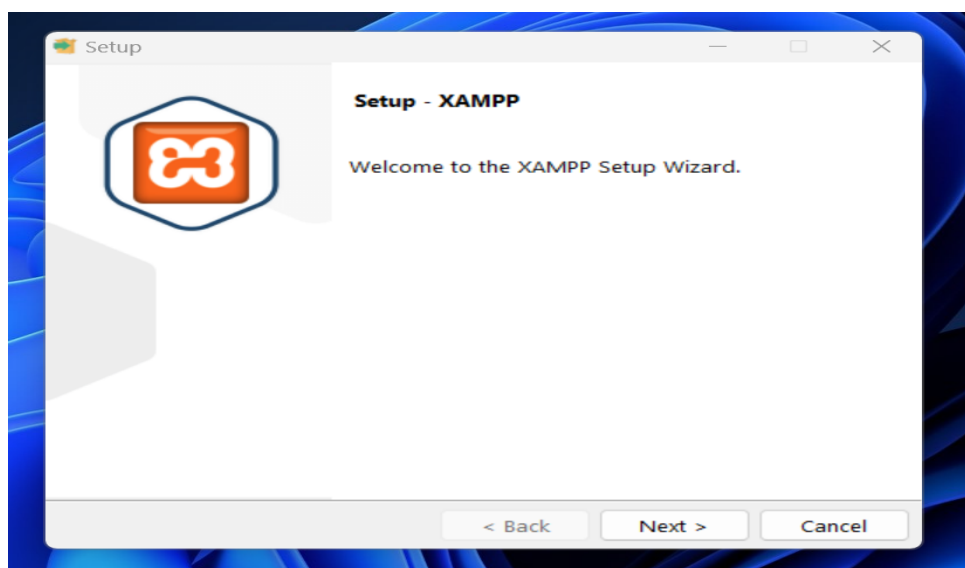 Setup
Setup - XAMPP
Welcome to the XAMPP Setup Wizard.
< Back
Next >
Cancel